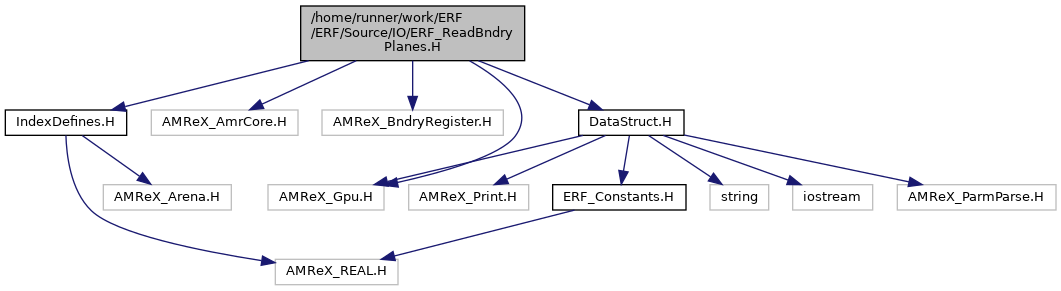 /home/runner/work/ERF
/ERF/Source/IO/ERF_ReadBndry
Planes.H
IndexDefines.H
AMReX_AmrCore.H
AMReX_BndryRegister.H
DataStruct.H
AMReX_Arena.H
AMReX_Gpu.H
AMReX_Print.H
ERF_Constants.H
string
iostream
AMReX_ParmParse.H
AMReX_REAL.H